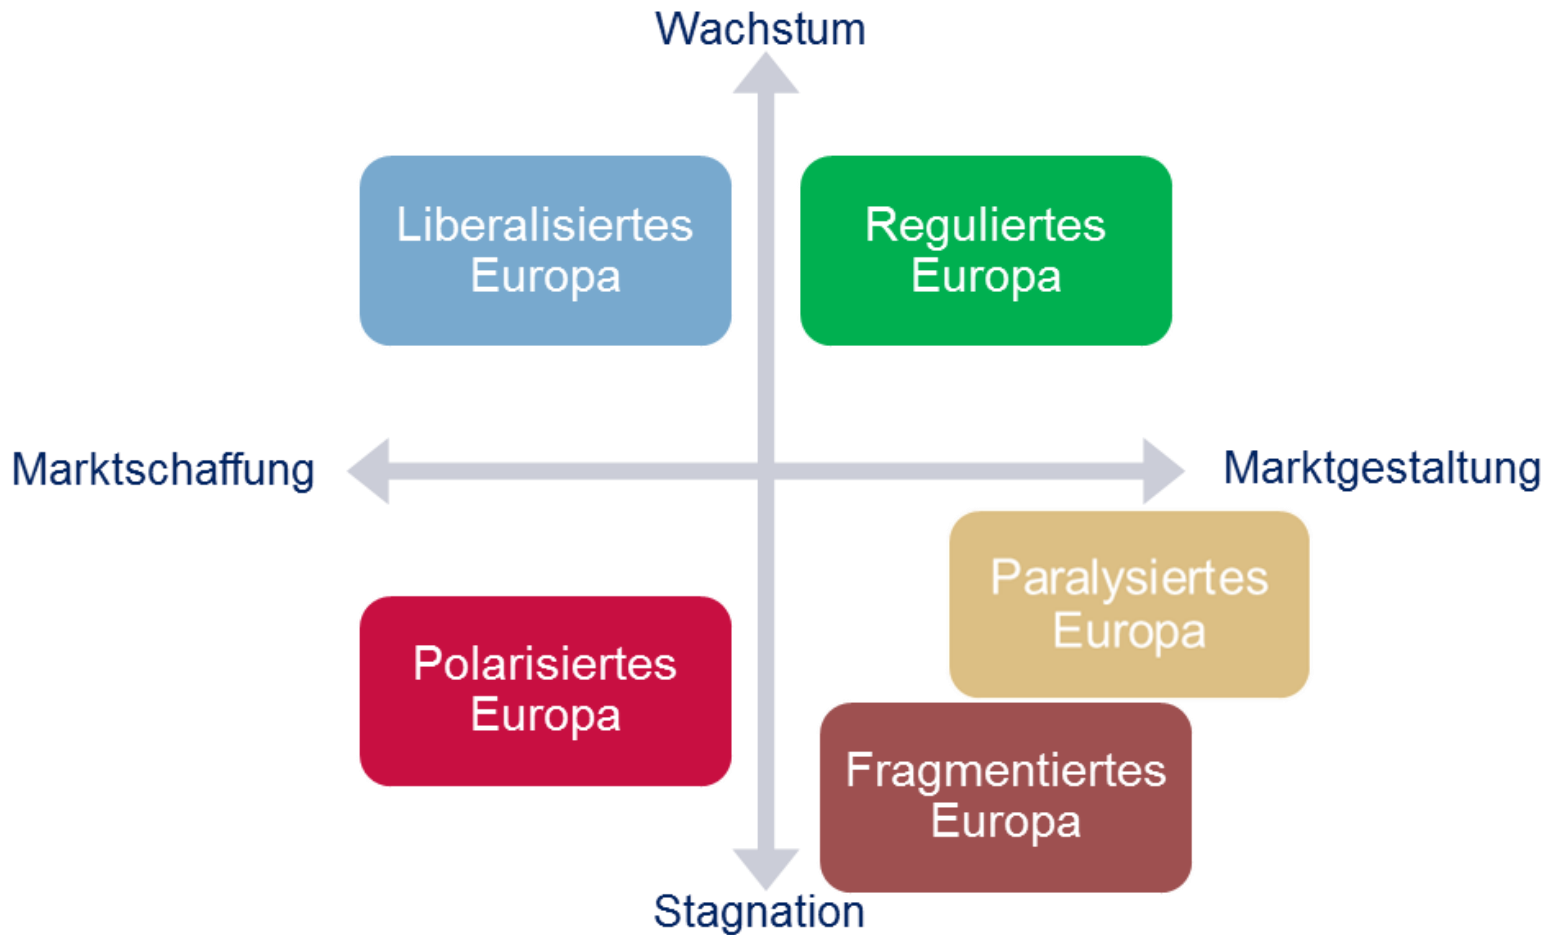 Wachstum
Liberalisiertes
Europa
Reguliertes
Europa
Marktschaffung
Marktgestaltung
Paralysiertes
Europa
Polarisiertes
Europa
Fragmentiertes
Europa
Stagnation